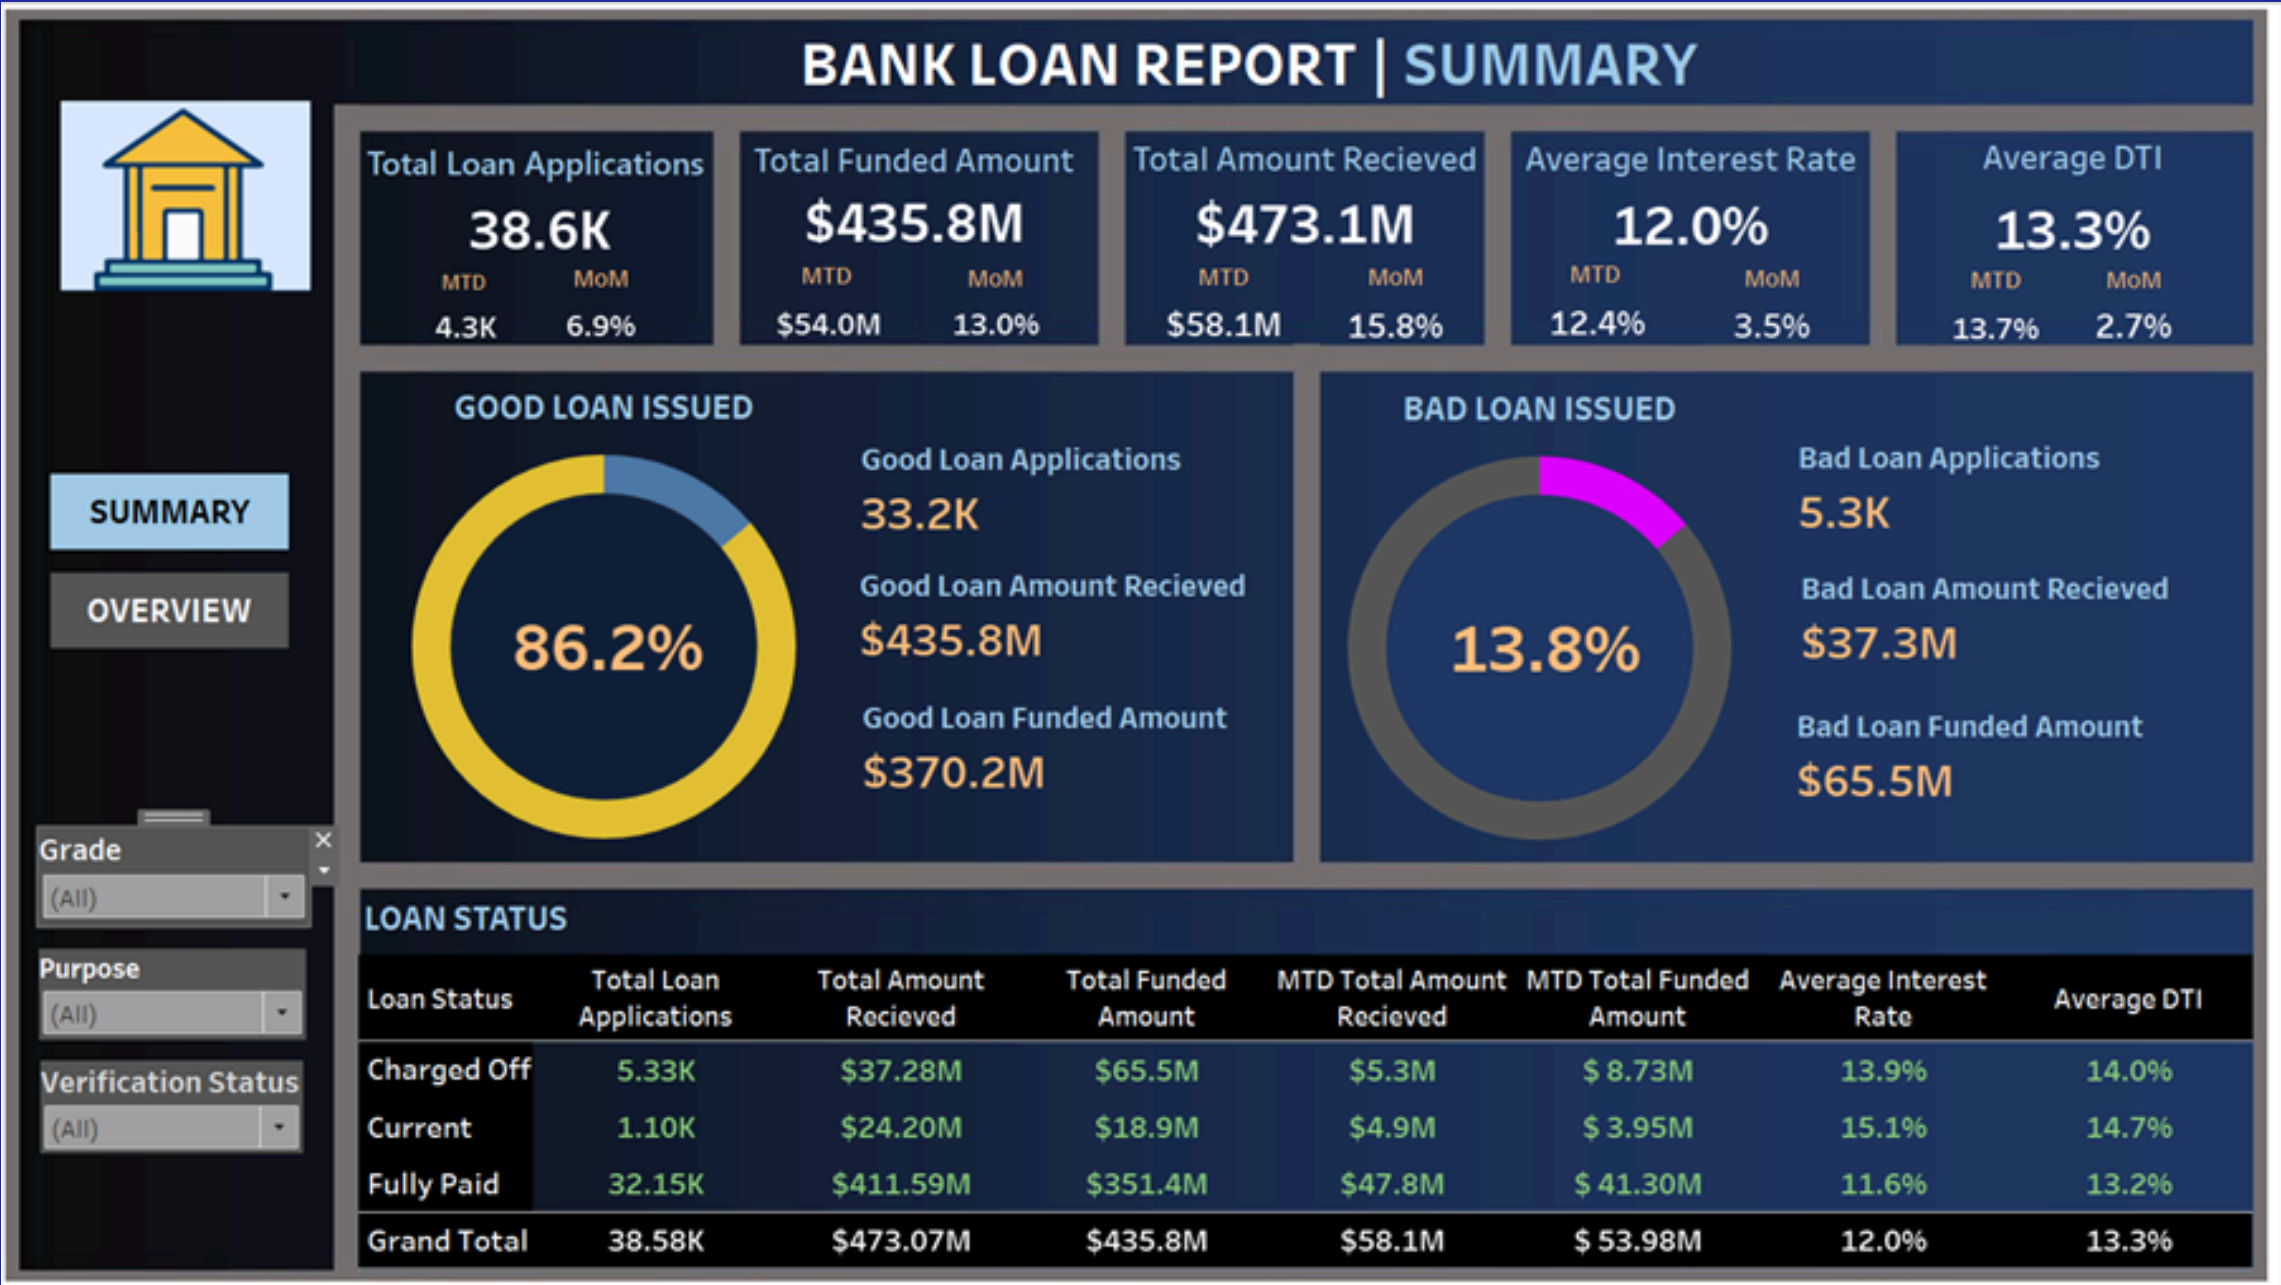 BANK LOAN REPORT | SUMMARY
Total Loan Applications
38.6K
MTD MoM
4.3K 6.9%
Total Funded Amount
$435.8M
MTD MoM
$54.0M 13.0%
Total Amount Recieved
$473.1M
MTD MoM
$58.1M 15.8%
Average Interest Rate
12.0%
MTD MoM
12.4% 3.5%
Average DTI
13.3%
MTD MoM
13.7% 2.7%
SUMMARY
OVERVIEW
Grade
(All)
Purpose
(All)
Verification Status
(All)
GOOD LOAN ISSUED
86.2%
Good Loan Applications
33.2K
Good Loan Amount Recieved
$435.8M
Good Loan Funded Amount
$370.2M
BAD LOAN ISSUED
13.8%
Bad Loan Applications
5.3K
Bad Loan Amount Recieved
$37.3M
Bad Loan Funded Amount
$65.5M
LOAN STATUS
Loan Status Total Loan Applications Total Amount Recieved Total Funded Amount MTD Total Amount Recieved MTD Total Funded Amount Average Interest Rate Average DTI
Charged Off 5.33K $37.28M $65.5M $5.3M $ 8.73M 13.9% 14.0%
Current 1.10K $24.20M $18.9M $4.9M $ 3.95M 15.1% 14.7%
Fully Paid 32.15K $411.59M $351.4M $47.8M $ 41.30M 11.6% 13.2%
Grand Total 38.58K $473.07M $435.8M $58.1M $ 53.98M 12.0% 13.3%